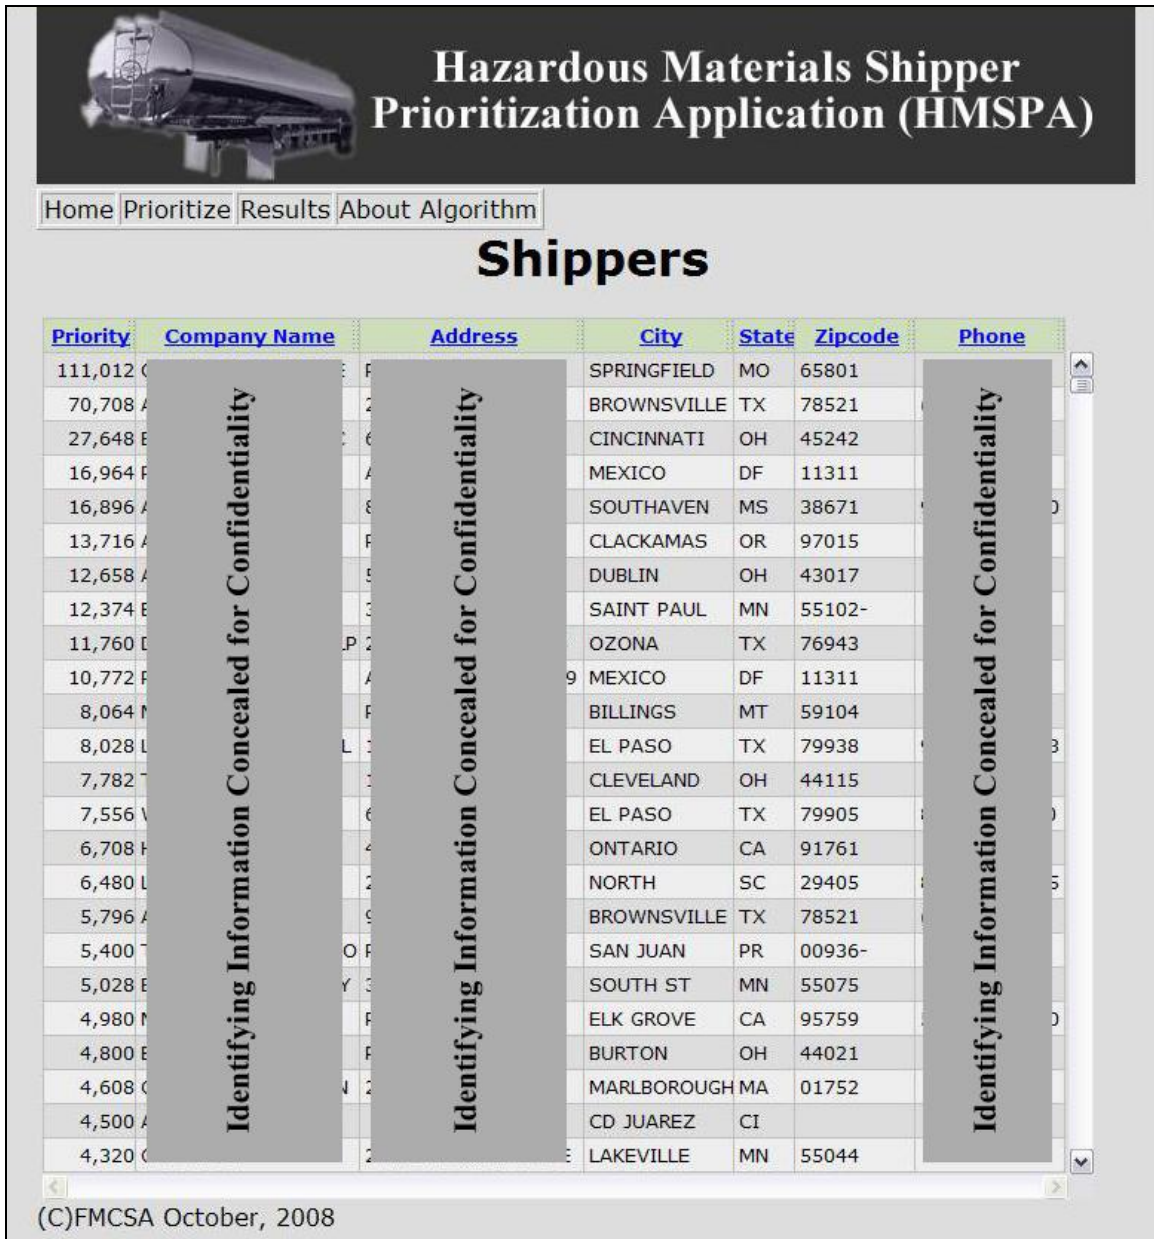 Hazardous Materials Shipper
Prioritization Application (HMSPA)
Home Prioritize Results About Algorithm
Shippers
Priority Company Name Address City State Zipcode Phone
111,012 SPRINGFIELD MO 65801
70,708 BROWNSVILLE TX 78521
27,648 CINCINNATI OH 45242
16,964 MEXICO DF 11311
16,896 SOUTHAVEN MS 38671
13,716 CLACKAMAS OR 97015
12,658 DUBLIN OH 43017
12,374 SAINT PAUL MN 55102-
11,760 OZONA TX 76943
10,772 MEXICO DF 11311
8,064 BILLINGS MT 59104
8,028 EL PASO TX 79938
7,782 CLEVELAND OH 44115
7,556 EL PASO TX 79905
6,708 ONTARIO CA 91761
6,480 NORTH SC 29405
5,796 BROWNSVILLE TX 78521
5,400 SAN JUAN PR 00936-
5,028 SOUTH ST MN 55075
4,980 ELK GROVE CA 95759
4,800 BURTON OH 44021
4,608 MARLBOROUGH MA 01752
4,500 CD JUAREZ CI
4,320 LAKEVILLE MN 55044
Identifying Information Concealed for Confidentiality
Identifying Information Concealed for Confidentiality
Identifying Information Concealed for Confidentiality
(C)FMCSA October, 2008